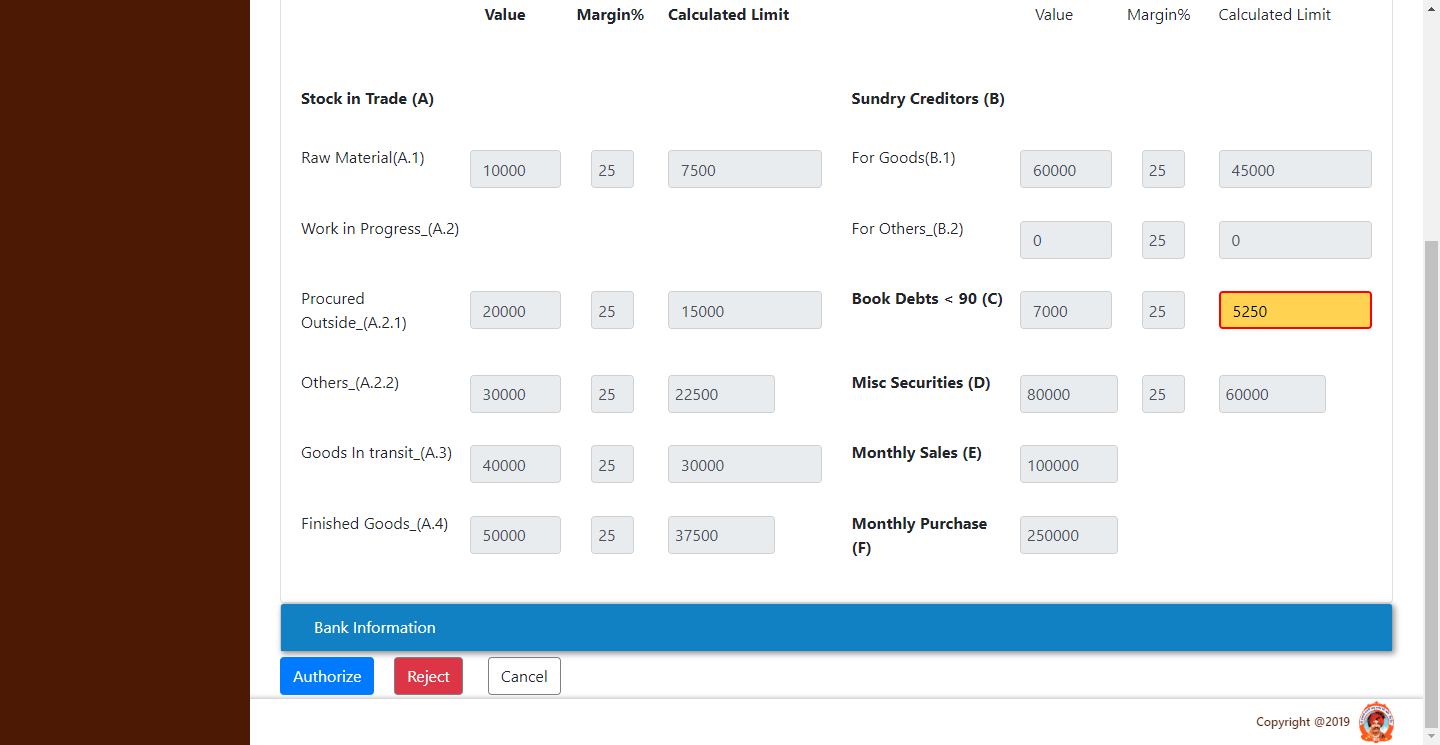 Value Margin% Calculated Limit Value Margin% Calculated Limit
Stock in Trade (A) Sundry Creditors (B)
Raw Material(A.1) 10000 25 7500 For Goods(B.1) 60000 25 45000
Work in Progress_(A.2) For Others_(B.2) 0 25 0
Procured
Outside_(A.2.1) 20000 25 15000 Book Debts < 90 (C) 7000 25 5250
Others_(A.2.2) 30000 25 22500 Misc Securities (D) 80000 25 60000
Goods In transit_(A.3) 40000 25 30000 Monthly Sales (E) 100000
Finished Goods_(A.4) 50000 25 37500 Monthly Purchase
(F) 250000
Bank Information
Authorize Reject Cancel
Copyright @2019